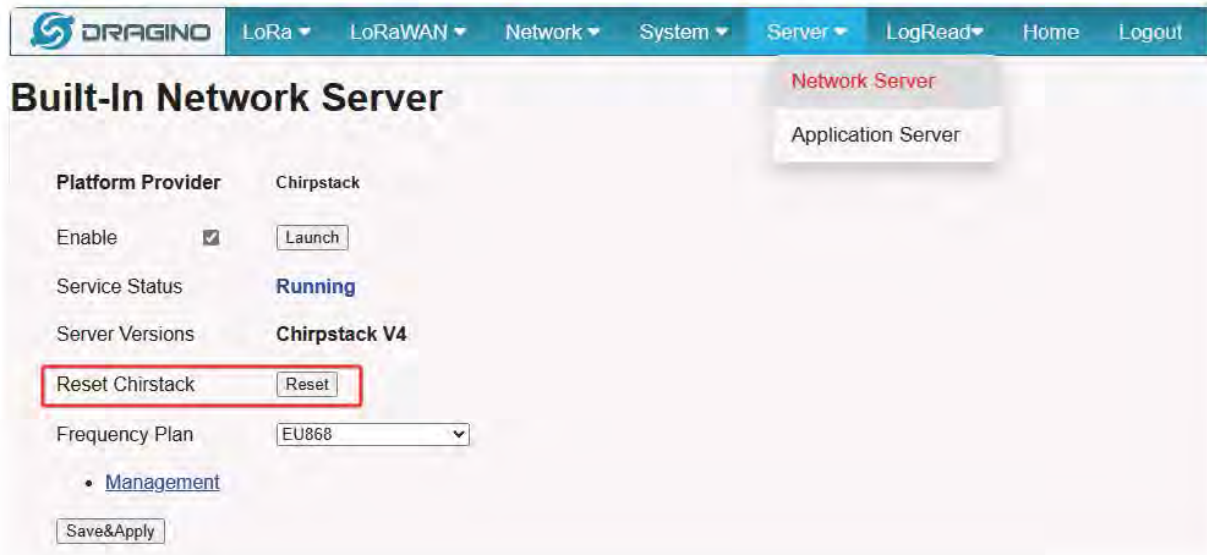 DRAGINO LoRa LoRaWAN Network System Server LogRead Home Logout
Network Server
Application Server
Built-In Network Server
Platform Provider Chirpstack
Enable Launch
Service Status Running
Server Versions Chirpstack V4
Reset Chirstack Reset
Frequency Plan EU868
Management
Save&Apply